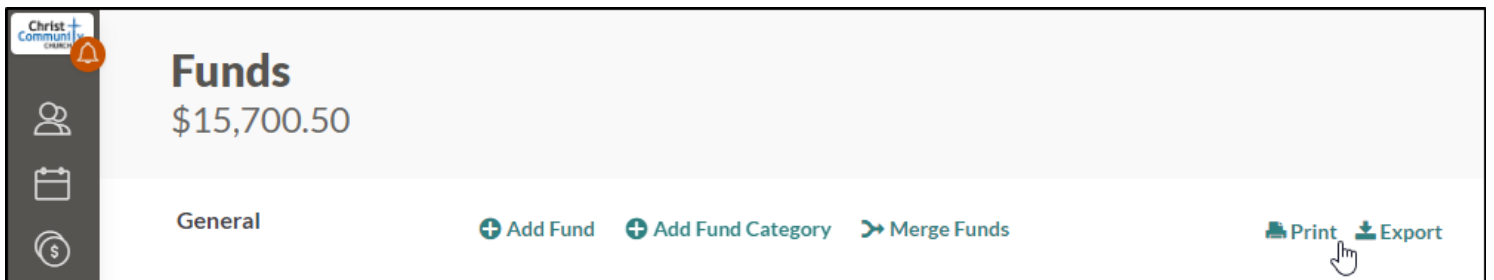 Christ
Community
CHURCH
Funds
$15,700.50
General
Add Fund
Add Fund Category
Merge Funds
Print
Export
$